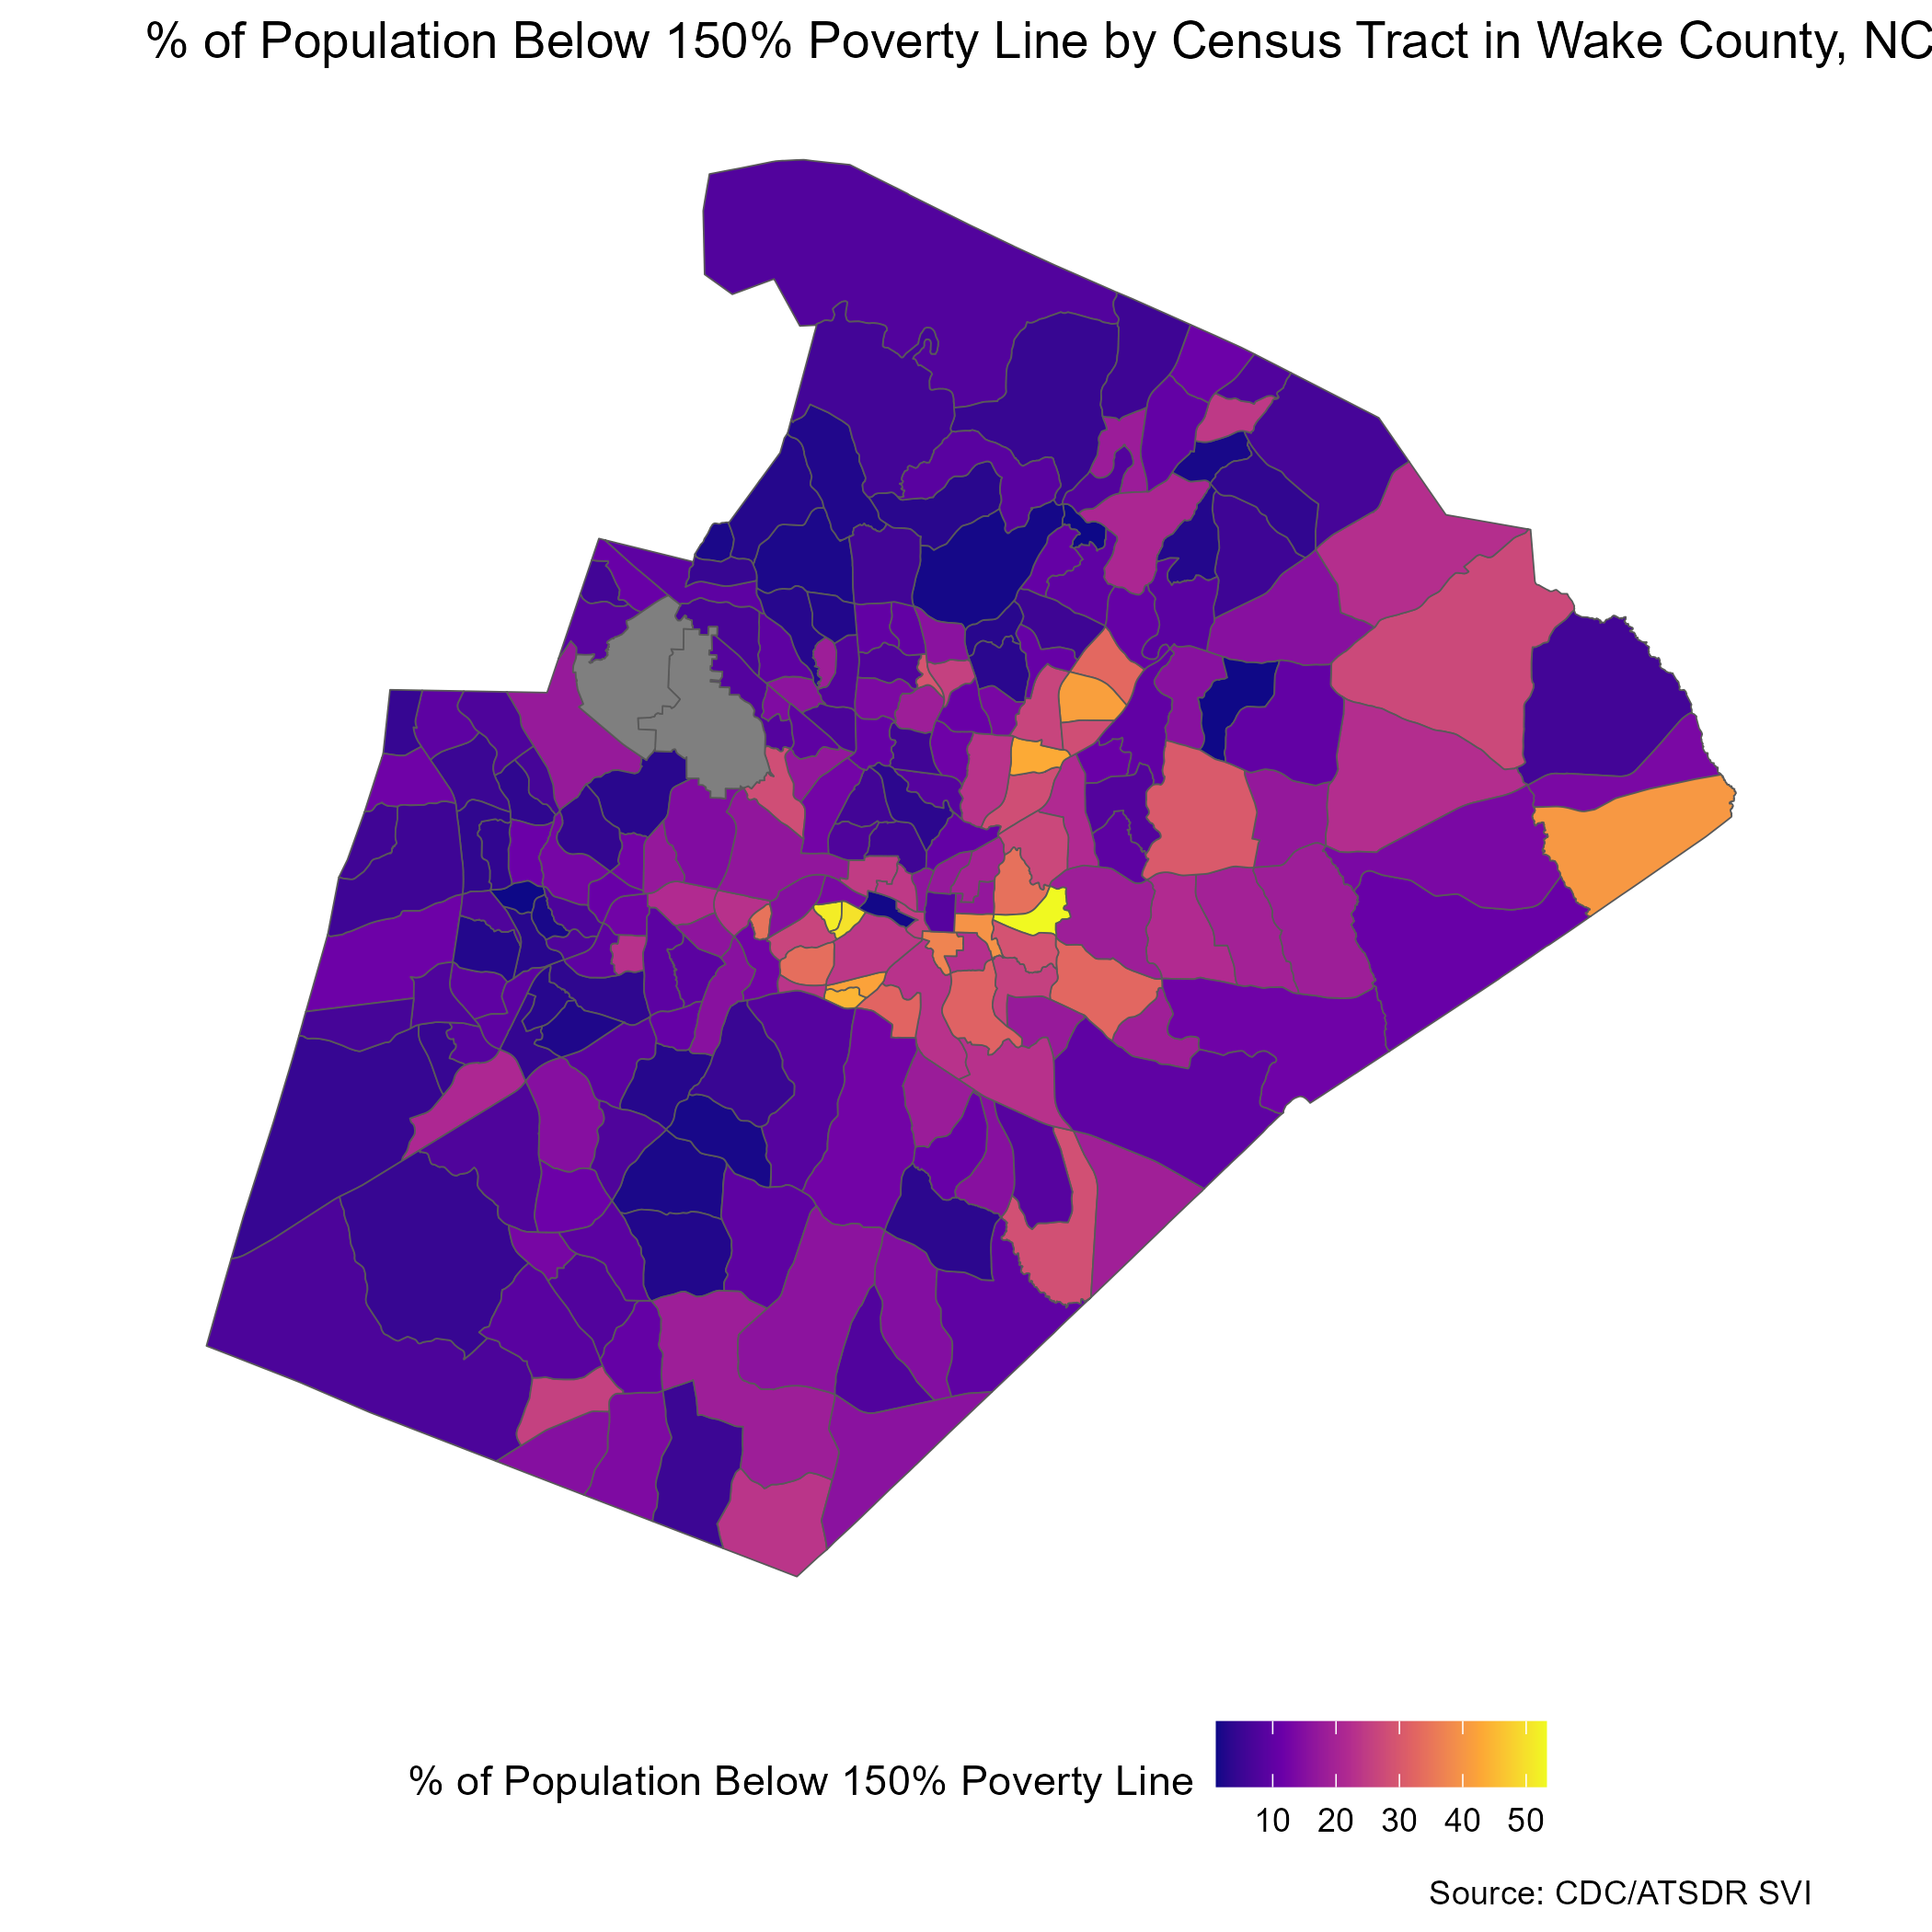 % of Population Below 150% Poverty Line by Census Tract in Wake County, NC
% of Population Below 150% Poverty Line
10 20 30 40 50
Source: CDC/ATSDR SVI